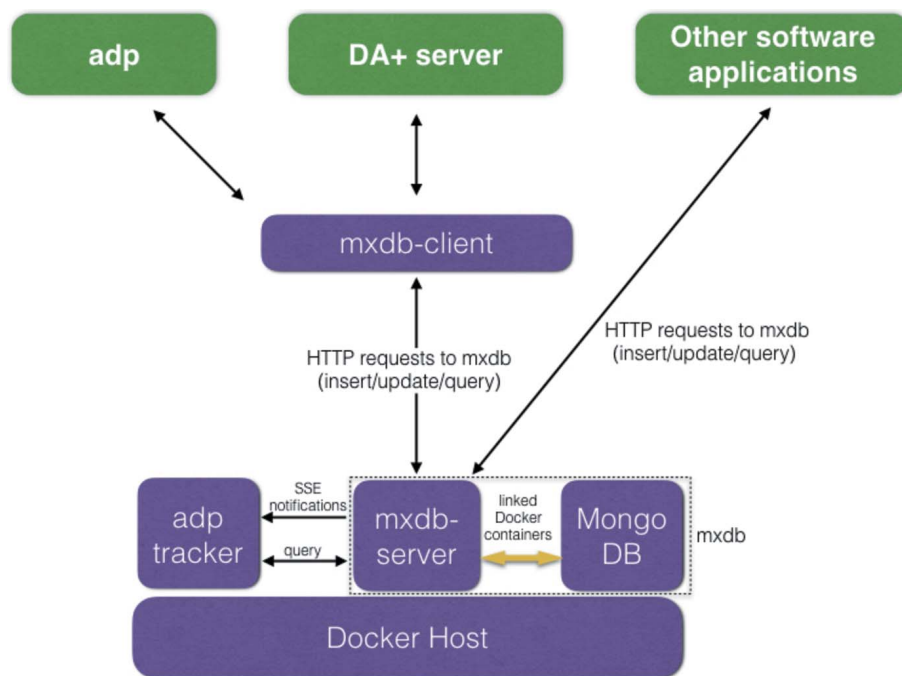 adp
DA+ server
Other software
applications
mxdb-client
HTTP requests to mxdb
(insert/update/query)
HTTP requests to mxdb
(insert/update/query)
adp
tracker
SSE
notifications
query
mxdb-
server
linked
Docker
containers
Mongo
DB
mxdb
Docker Host